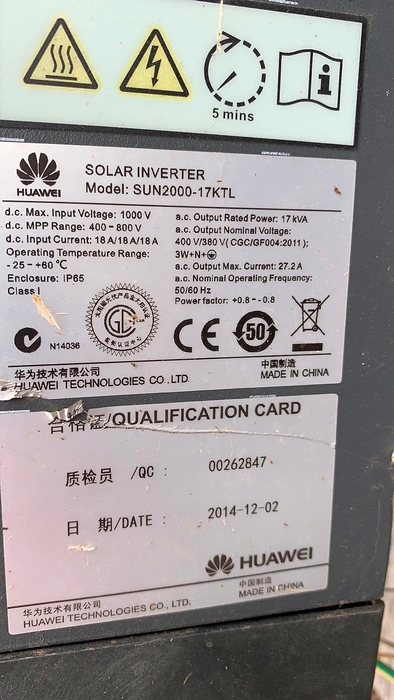 5 mins
HUAWEI
SOLAR INVERTER
Model: SUN2000-17KTL
d.c. Max. Input Voltage: 1000 V
d.c. MPP Range: 400 - 800 V
d.c. Input Current: 18 A/18 A/18 A
Operating Temperature Range:
- 25 - +60 ℃
Enclosure: IP65
Class I
a.c. Output Rated Power: 17 kVA
a.c. Output Nominal Voltage:
400 V/380 V( CGC/GF004:2011);
3W+N+
a.c. Output Max. Current: 27.2 A
a.c. Nominal Operating Frequency:
50/60 Hz
Power factor: +0.8 ~ -0.8
N14036
CE
50
华为技术有限公司
HUAWEI TECHNOLOGIES CO., LTD.
中国制造
MADE IN CHINA
合格证/QUALIFICATION CARD
质检员 /QC : 00262847
日 期/DATE : 2014-12-02
HUAWEI
华为技术有限公司
HUAWEI TECHNOLOGIES CO., LTD.
中国制造
MADE IN CHINA